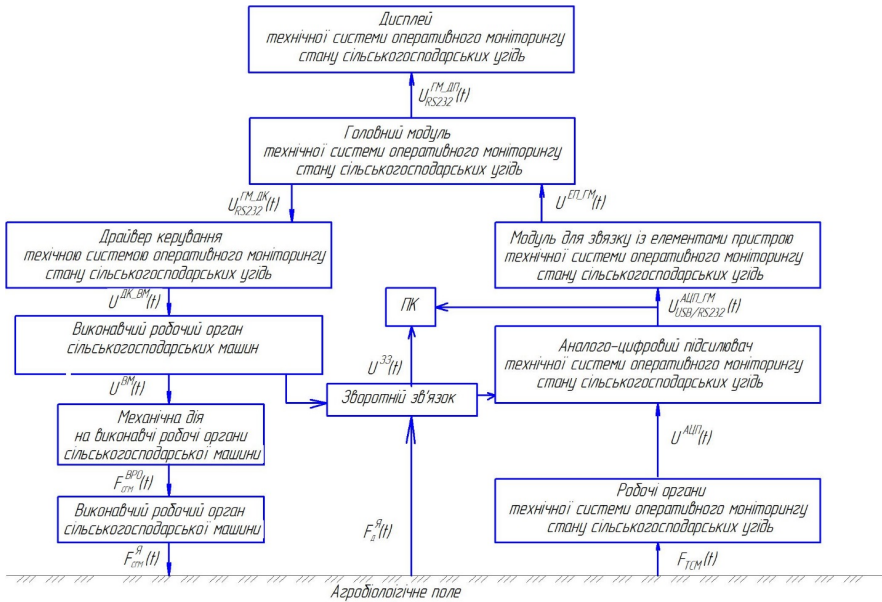 Дисплей
технічної системи оперативного моніторингу
стану сільськогосподарських угідь
U^ГМ_ДП_RS232(t)
Головний модуль
технічної системи оперативного моніторингу
стану сільськогосподарських угідь
U^ГМ_ДК_RS232(t)
U^ЕП_ГМ(t)
Драйвер керування
техічною системою оперативного моніторингу
стану сільськогосподарських угідь
Модуль для звязку із елементами пристрою
технічної системи оперативного моніторингу
стану сільськогосподарських угідь
U^ДК_ВМ(t)
ПК
U^АЦП_ГМ_USB/RS232(t)
Виконавчий робочий орган
сільськогосподарських машин
Аналого-цифровий підсилювач
технічної системи оперативного моніторингу
стану сільськогосподарських угідь
U^ЗЗ(t)
U^ВМ(t)
Зворотній зв'язок
Механічна дія
на виконавчі робочі органи
сільськогосподарської машини
U^АЦП(t)
F^ВРО_сгм(t)
Робочі органи
технічної системи оперативного моніторингу
стану сільськогосподарських угідь
Виконавчий робочий орган
сільськогосподарської машини
F^Я_д(t)
F^Я_сгм(t)
F_ТСМ(t)
Агробіологігічне поле